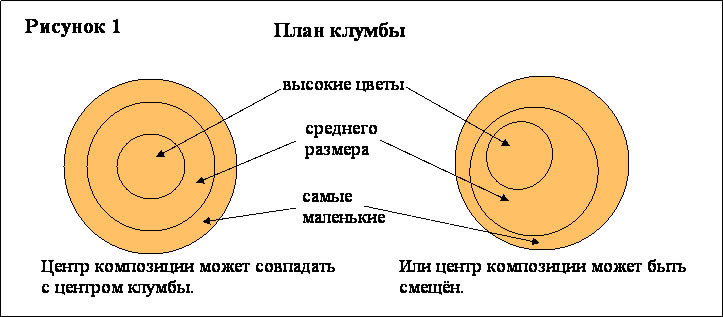 Рисунок 1
План клумбы
высокие цветы
среднего
размера
самые
маленькие
Центр композиции может совпадать
с центром клумбы.
Или центр композиции может быть
смещён.